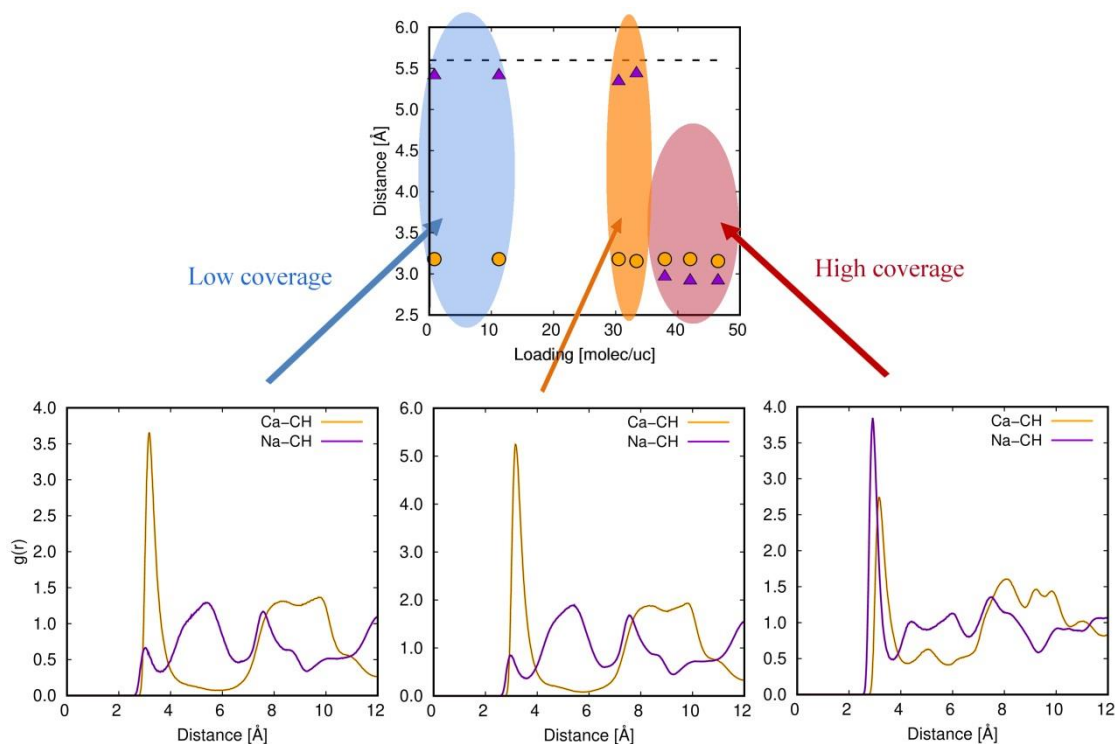 6.0
5.5
5.0
4.5
4.0
3.5
3.0
2.5
Distance [Å]
0 10 20 30 40 50
Loading [molec/uc]
Low coverage
High coverage
4.0
3.5
3.0
2.5
2.0
1.5
1.0
0.5
0.0
g(r)
Ca−CH
Na−CH
0 2 4 6 8 10 12
Distance [Å]
6.0
5.0
4.0
3.0
2.0
1.0
0.0
Ca−CH
Na−CH
0 2 4 6 8 10 12
Distance [Å]
4.0
3.5
3.0
2.5
2.0
1.5
1.0
0.5
0.0
Ca−CH
Na−CH
0 2 4 6 8 10 12
Distance [Å]